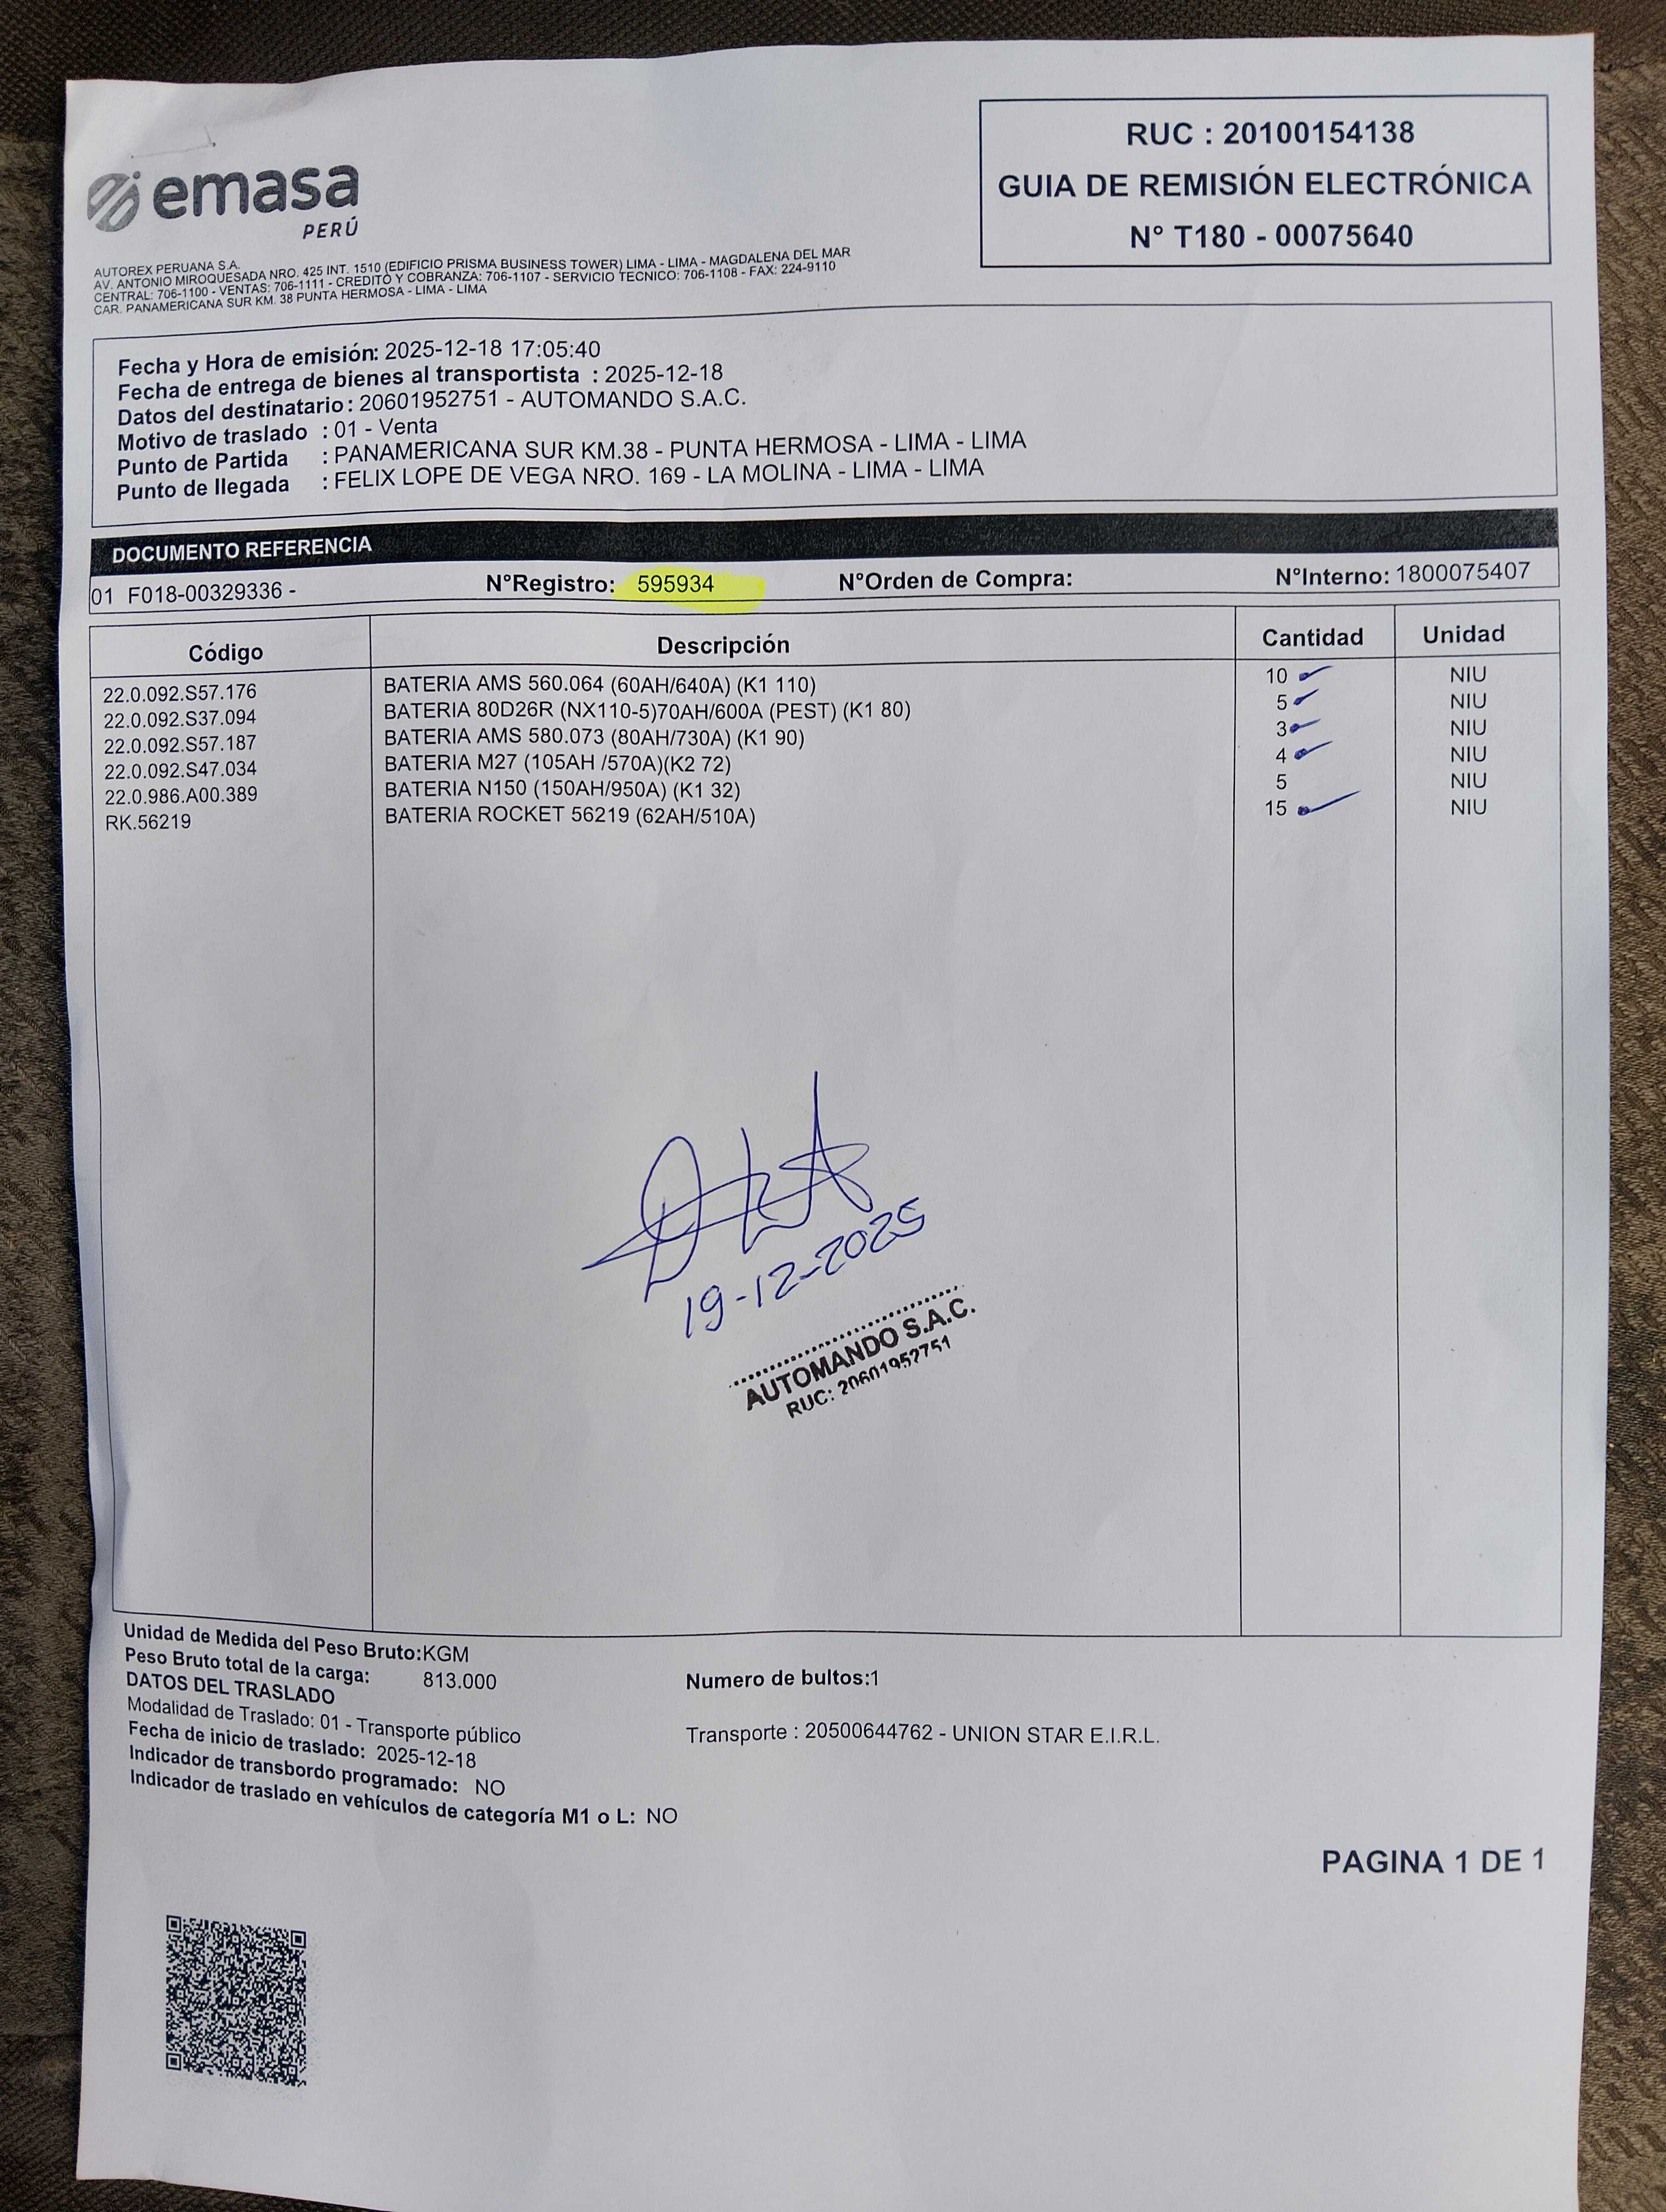 RUC : 20100154138
GUIA DE REMISIÓN ELECTRÓNICA
N° T180 - 00075640
emasa
PERÚ
AUTOREX PERUANA S.A.
AV. ANTONIO MIROQUESADA NRO. 425 INT. 1510 (EDIFICIO PRISMA BUSINESS TOWER) LIMA - LIMA - MAGDALENA DEL MAR
CENTRAL: 706-1100 - VENTAS: 706-1111 - CREDITO Y COBRANZA: 706-1107 - SERVICIO TECNICO: 706-1108 - FAX: 224-9110
CAR. PANAMERICANA SUR KM. 38 PUNTA HERMOSA - LIMA - LIMA
Fecha y Hora de emisión: 2025-12-18 17:05:40
Fecha de entrega de bienes al transportista : 2025-12-18
Datos del destinatario : 20601952751 - AUTOMANDO S.A.C.
Motivo de traslado : 01 - Venta
Punto de Partida : PANAMERICANA SUR KM.38 - PUNTA HERMOSA - LIMA - LIMA
Punto de llegada : FELIX LOPE DE VEGA NRO. 169 - LA MOLINA - LIMA - LIMA
DOCUMENTO REFERENCIA
01 F018-00329336 - N°Registro: 595934 N°Orden de Compra: N°Interno: 1800075407
Código Descripción Cantidad Unidad
22.0.092.S57.176 BATERIA AMS 560.064 (60AH/640A) (K1 110) 10 NIU
22.0.092.S37.094 BATERIA 80D26R (NX110-5)70AH/600A (PEST) (K1 80) 5 NIU
22.0.092.S57.187 BATERIA AMS 580.073 (80AH/730A) (K1 90) 3 NIU
22.0.092.S47.034 BATERIA M27 (105AH /570A)(K2 72) 4 NIU
22.0.986.A00.389 BATERIA N150 (150AH/950A) (K1 32) 5 NIU
RK.56219 BATERIA ROCKET 56219 (62AH/510A) 15 NIU
19-12-2025
AUTOMANDO S.A.C.
RUC: 20601952751
Unidad de Medida del Peso Bruto:KGM
Peso Bruto total de la carga: 813.000 Numero de bultos:1
DATOS DEL TRASLADO
Modalidad de Traslado: 01 - Transporte público Transporte : 20500644762 - UNION STAR E.I.R.L.
Fecha de inicio de traslado: 2025-12-18
Indicador de transbordo programado: NO
Indicador de traslado en vehículos de categoría M1 o L: NO
PAGINA 1 DE 1